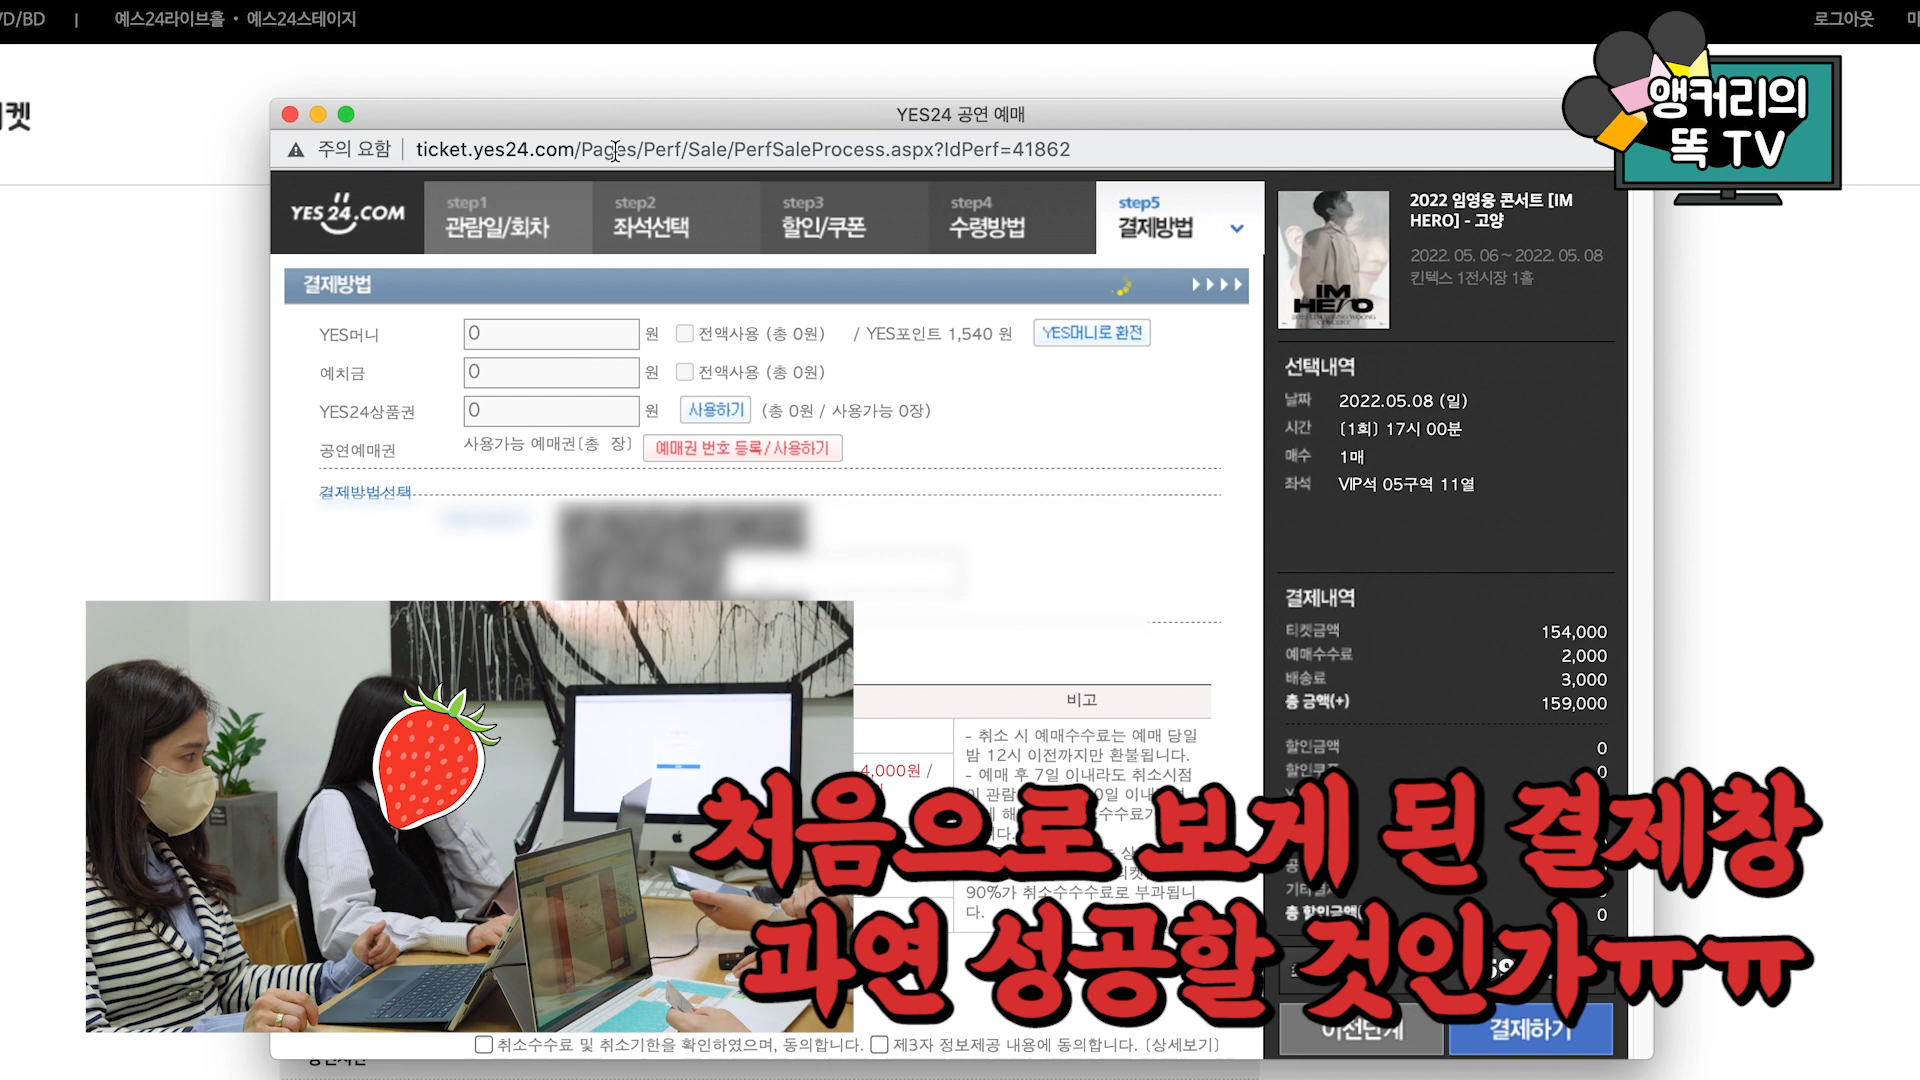 VD/BD | 예스24라이브홀 • 예스24스테이지
로그아웃
켓
앵커리의
똑 TV
YES24 공연 예매
주의 요함 ticket.yes24.com/Pages/Perf/Sale/PerfSaleProcess.aspx?IdPerf=41862
YES24.COM
step1
관람일/회차
step2
좌석선택
step3
할인/쿠폰
step4
수령방법
step5
결제방법
결제방법
YES머니 0 원 전액사용 (총 0원) / YES포인트 1,540 원 YES머니로 환전
예치금 0 원 전액사용 (총 0원)
YES24상품권 0 원 사용하기 (총 0원 / 사용가능 0장)
공연예매권 사용가능 예매권(총 장) 예매권 번호 등록/사용하기
결제방법선택
비고
- 취소 시 예매수수료는 예매 당일
밤 12시 이전까지만 환불됩니다.
4,000원 /
- 예매 후 7일 이내라도 취소시점
90%가 취소수수수료로 부과됩니
다.
취소수수료 및 취소기한을 확인하였으며, 동의합니다. 제3자 정보제공 내용에 동의합니다. (상세보기)
2022 임영웅 콘서트 [IM
HERO] - 고양
2022. 05. 06 ~ 2022. 05. 08
킨텍스 1전시장 1홀
IM
HERO
선택내역
날짜 2022.05.08 (일)
시간 (1회) 17시 00분
매수 1매
좌석 VIP석 05구역 11열
결제내역
티켓금액 154,000
예매수수료 2,000
배송료 3,000
총 금액(+) 159,000
할인금액 0
할인쿠폰 0
총 할인금액 0
이전단계 결제하기
처음으로 보게 된 결제창
과연 성공할 것인가ㅠㅠ